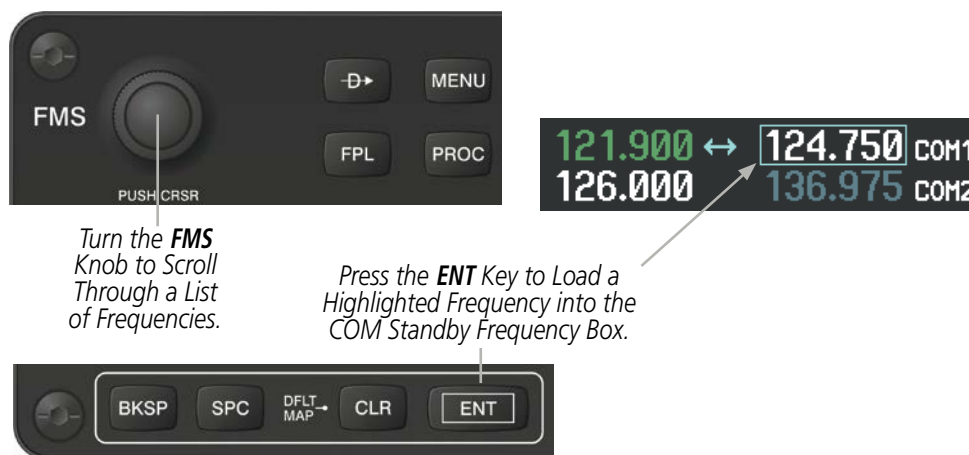 FMS
PUSH CRSR
MENU
FPL
PROC
121.900 ↔ 124.750 COM1
126.000 136.975 COM2
Turn the FMS
Knob to Scroll
Through a List
of Frequencies.
Press the ENT Key to Load a
Highlighted Frequency into the
COM Standby Frequency Box.
BKSP
SPC
DFLT
MAP
CLR
ENT